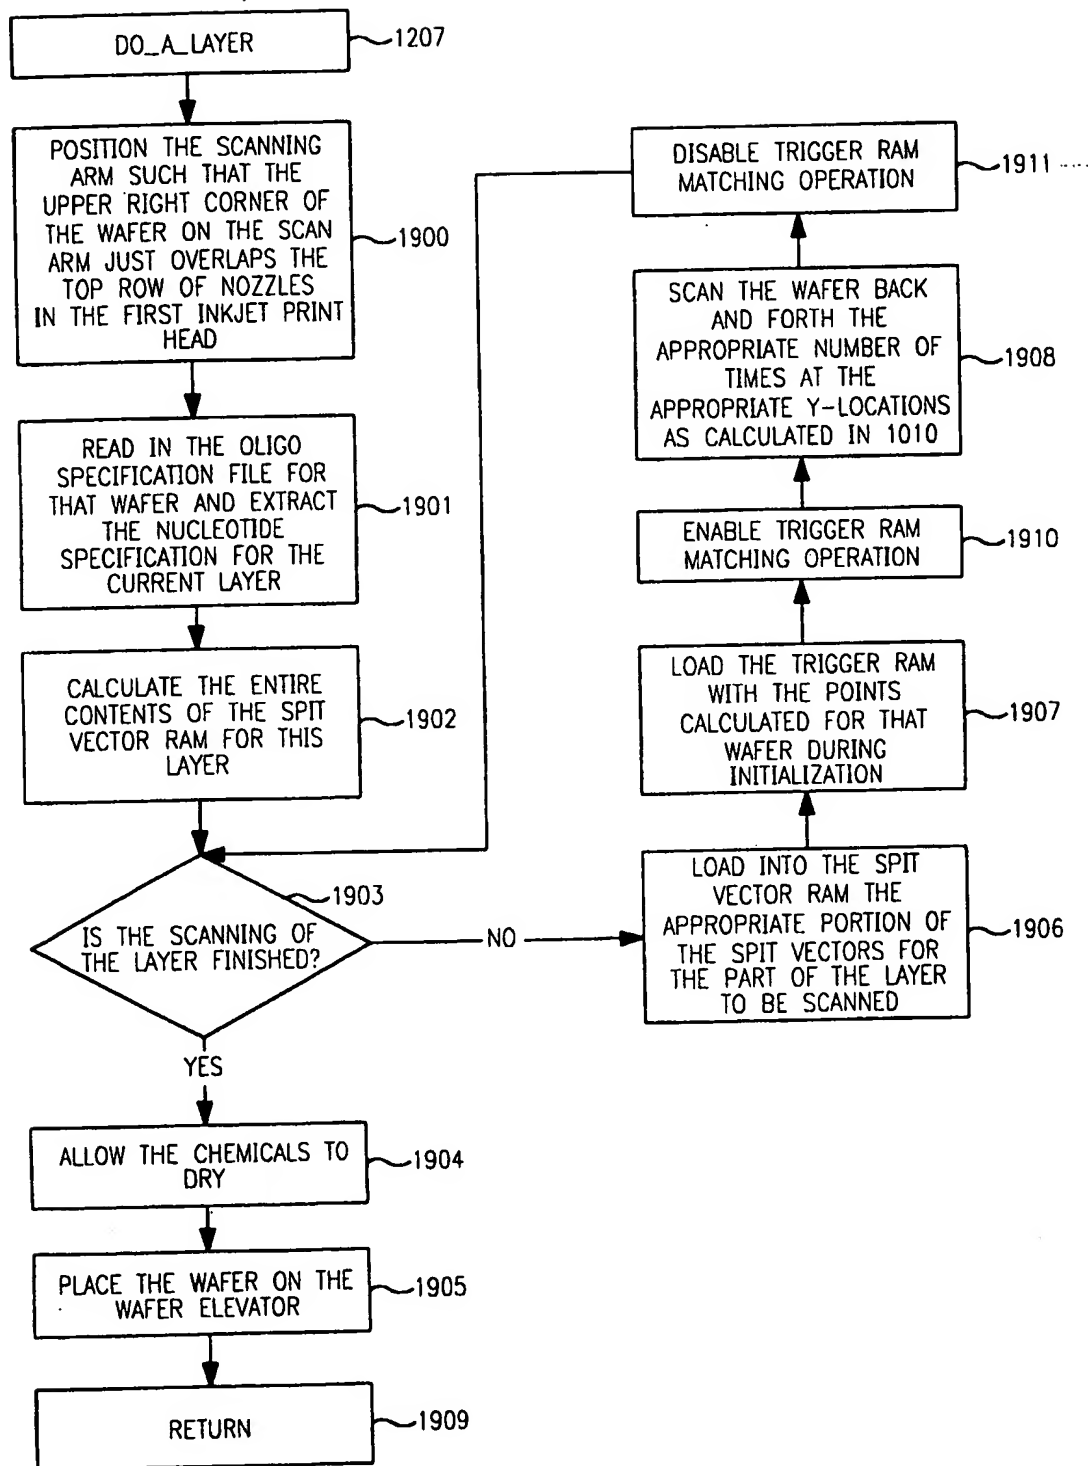 DO_A_LAYER
1207
POSITION THE SCANNING
ARM SUCH THAT THE
UPPER RIGHT CORNER OF
THE WAFER ON THE SCAN
ARM JUST OVERLAPS THE
TOP ROW OF NOZZLES
IN THE FIRST INKJET PRINT
HEAD
1900
READ IN THE OLIGO
SPECIFICATION FILE FOR
THAT WAFER AND EXTRACT
THE NUCLEOTIDE
SPECIFICATION FOR THE
CURRENT LAYER
1901
CALCULATE THE ENTIRE
CONTENTS OF THE SPIT
VECTOR RAM FOR THIS
LAYER
1902
1903
IS THE SCANNING OF
THE LAYER FINISHED?
NO
YES
ALLOW THE CHEMICALS TO
DRY
1904
PLACE THE WAFER ON THE
WAFER ELEVATOR
1905
RETURN
1909
DISABLE TRIGGER RAM
MATCHING OPERATION
1911
SCAN THE WAFER BACK
AND FORTH THE
APPROPRIATE NUMBER OF
TIMES AT THE
APPROPRIATE Y-LOCATIONS
AS CALCULATED IN 1010
1908
ENABLE TRIGGER RAM
MATCHING OPERATION
1910
LOAD THE TRIGGER RAM
WITH THE POINTS
CALCULATED FOR THAT
WAFER DURING
INITIALIZATION
1907
LOAD INTO THE SPIT
VECTOR RAM THE
APPROPRIATE PORTION OF
THE SPIT VECTORS FOR
THE PART OF THE LAYER
TO BE SCANNED
1906